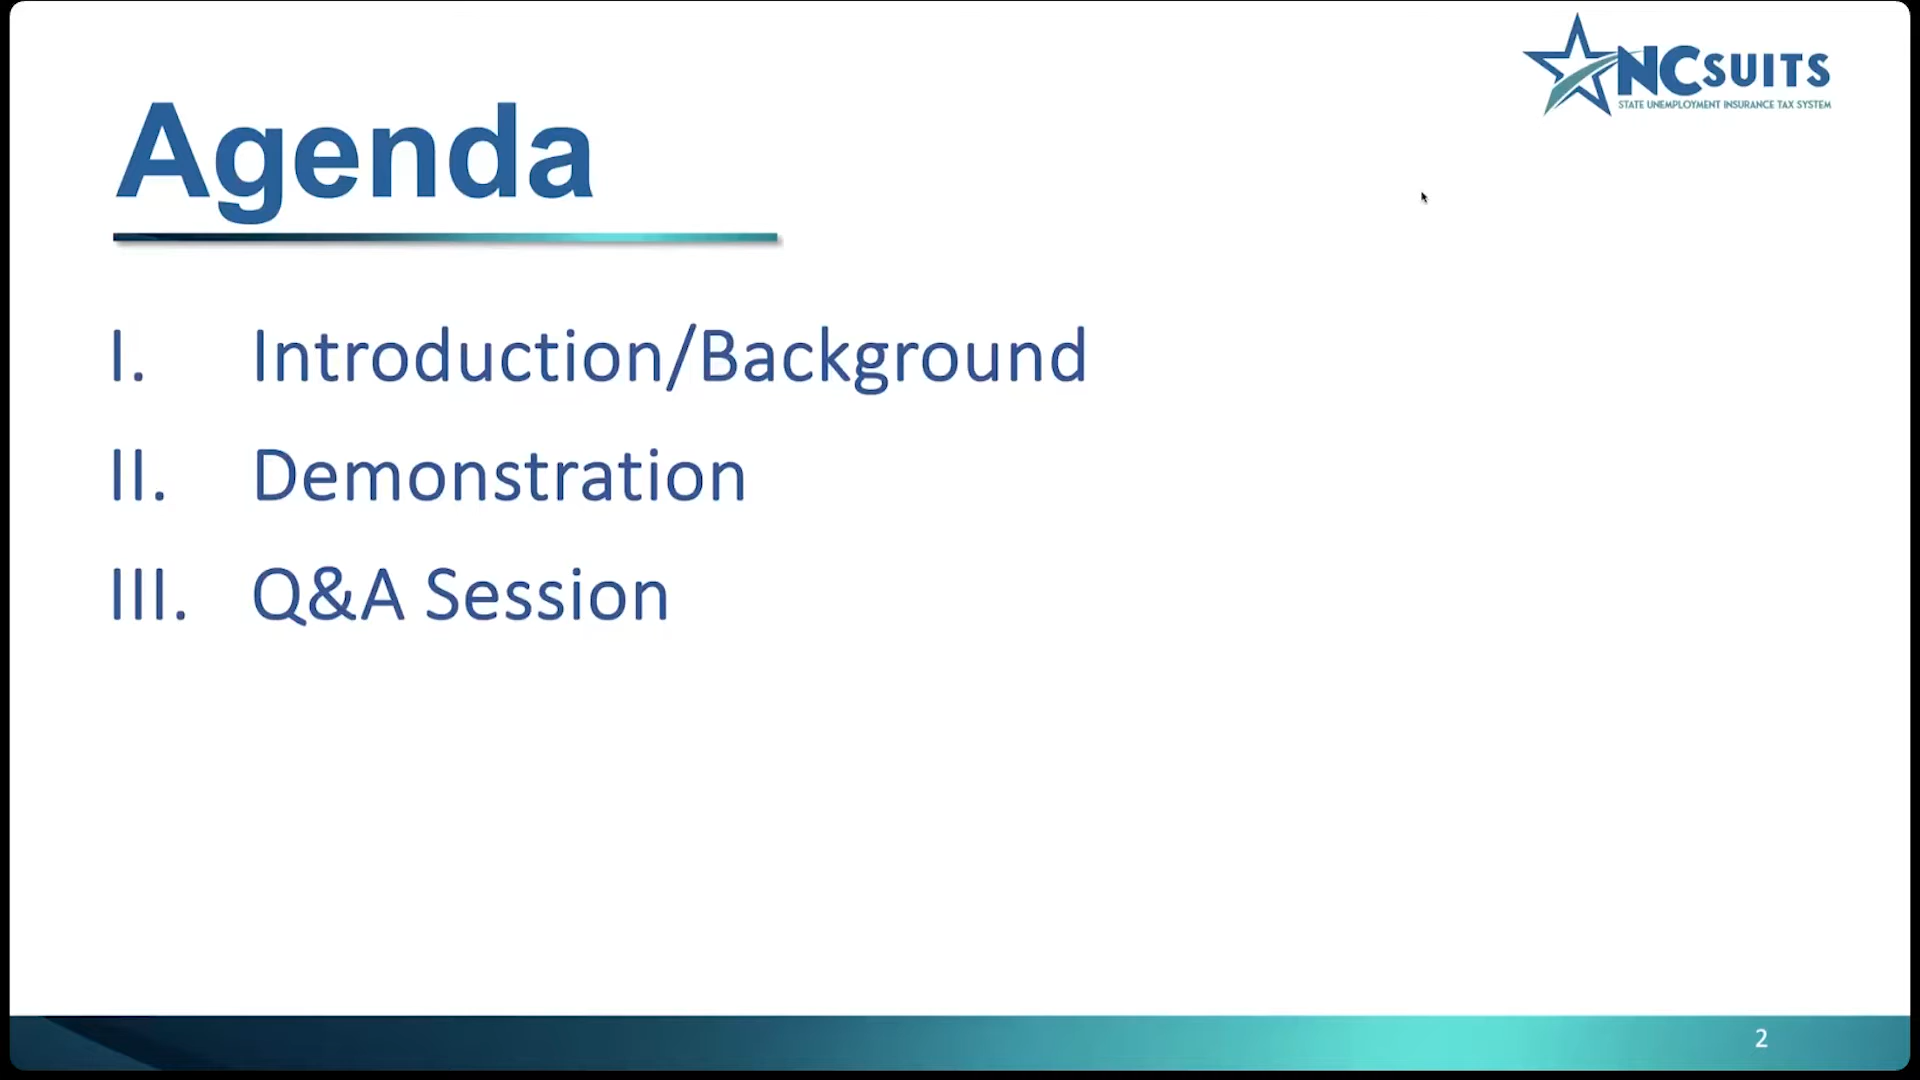 NCSUITS
STATE UNEMPLOYMENT INSURANCE TAX SYSTEM
Agenda
I. Introduction/Background
II. Demonstration
III. Q&A Session
2